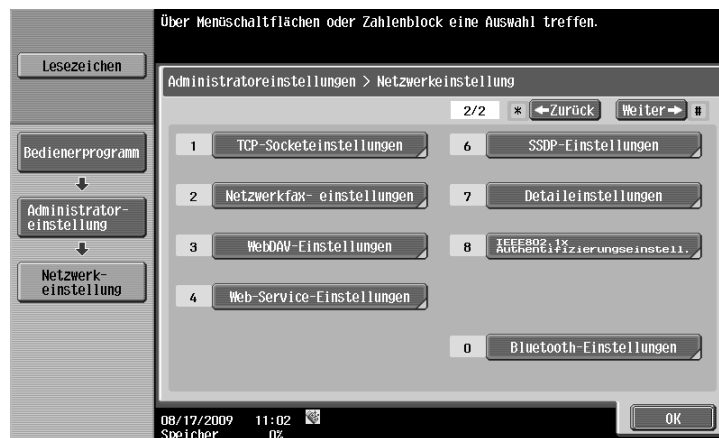 Über Menüschaltflächen oder Zahlenblock eine Auswahl treffen.
Lesezeichen
Administratoreinstellungen > Netzwerkeinstellung
2/2 * ←Zurück Weiter→ #
Bedienerprogramm
Administrator-
einstellung
Netzwerk-
einstellung
1 TCP-Socketeinstellungen
2 Netzwerkfax- einstellungen
3 WebDAV-Einstellungen
4 Web-Service-Einstellungen
6 SSDP-Einstellungen
7 Detaileinstellungen
8 IEEE802.1x
Authentifizierungseinstell.
0 Bluetooth-Einstellungen
08/17/2009 11:02
Speicher 0%
OK